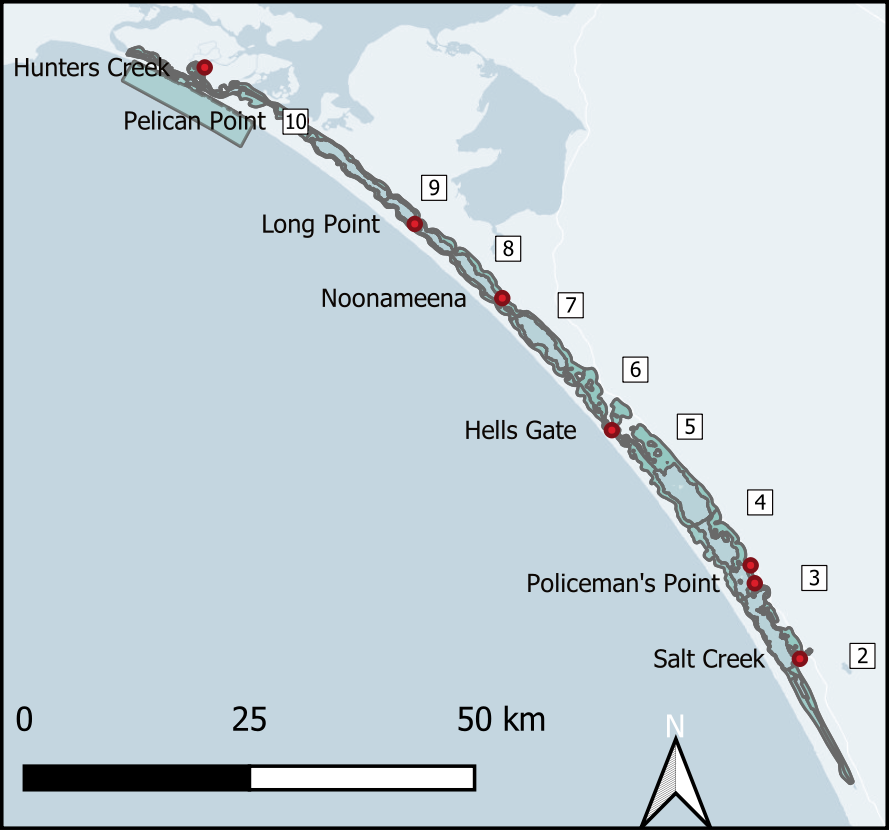 Hunters Creek
Pelican Point
10
9
Long Point
8
Noonameena
7
6
Hells Gate
5
4
Policeman's Point
3
Salt Creek
2
0 25 50 km
N